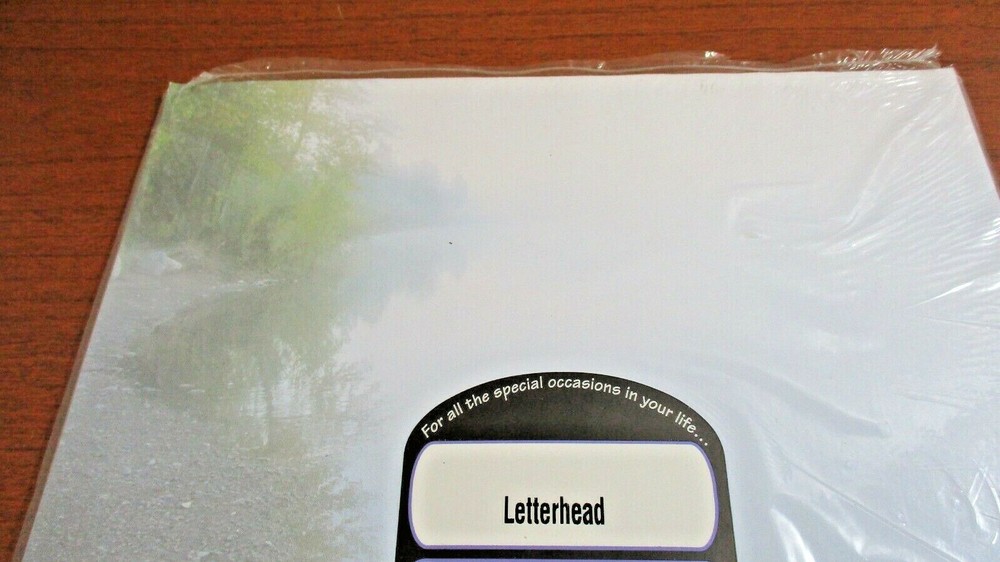 For all the special occasions in your life...
Letterhead